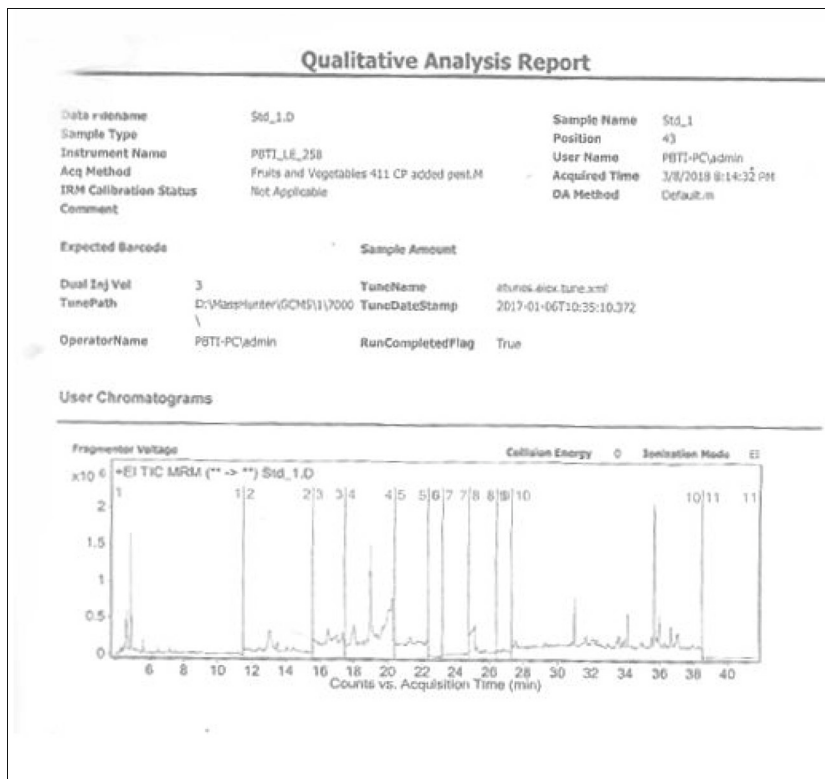 Qualitative Analysis Report
Data Filename Std_1.D Sample Name Std_1
Sample Type Position 43
Instrument Name PBTI_LE_258 User Name PBTI-PC\admin
Acq Method Fruits and Vegetables 411 CP added pest.M Acquired Time 3/8/2018 8:14:32 PM
IRM Calibration Status Not Applicable DA Method Default.m
Comment
Expected Barcode Sample Amount
Dual Inj Vol 3 TuneName atunes.eiex.tune.xml
TunePath D:\MassHunter\GCMS\1\7000 TuneDateStamp 2017-01-06T10:35:10.372
\
OperatorName PBTI-PC\admin RunCompletedFlag True
User Chromatograms
Fragmentor Voltage Collision Energy 0 Ionization Mode EI
x10 6 +EI TIC MRM (** -> **) Std_1.D
1 1 2 2 3 3 4 4 5 5 6 6 7 7 8 8 9 9 10 10 11 11
2
1.5
1
0.5
0
6 8 10 12 14 16 18 20 22 24 26 28 30 32 34 36 38 40
Counts vs. Acquisition Time (min)